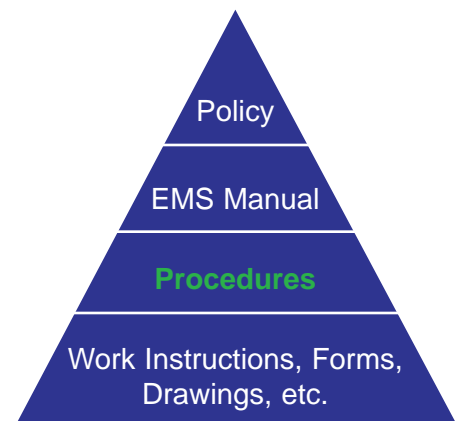 Policy
EMS Manual
Procedures
Work Instructions, Forms,
Drawings, etc.